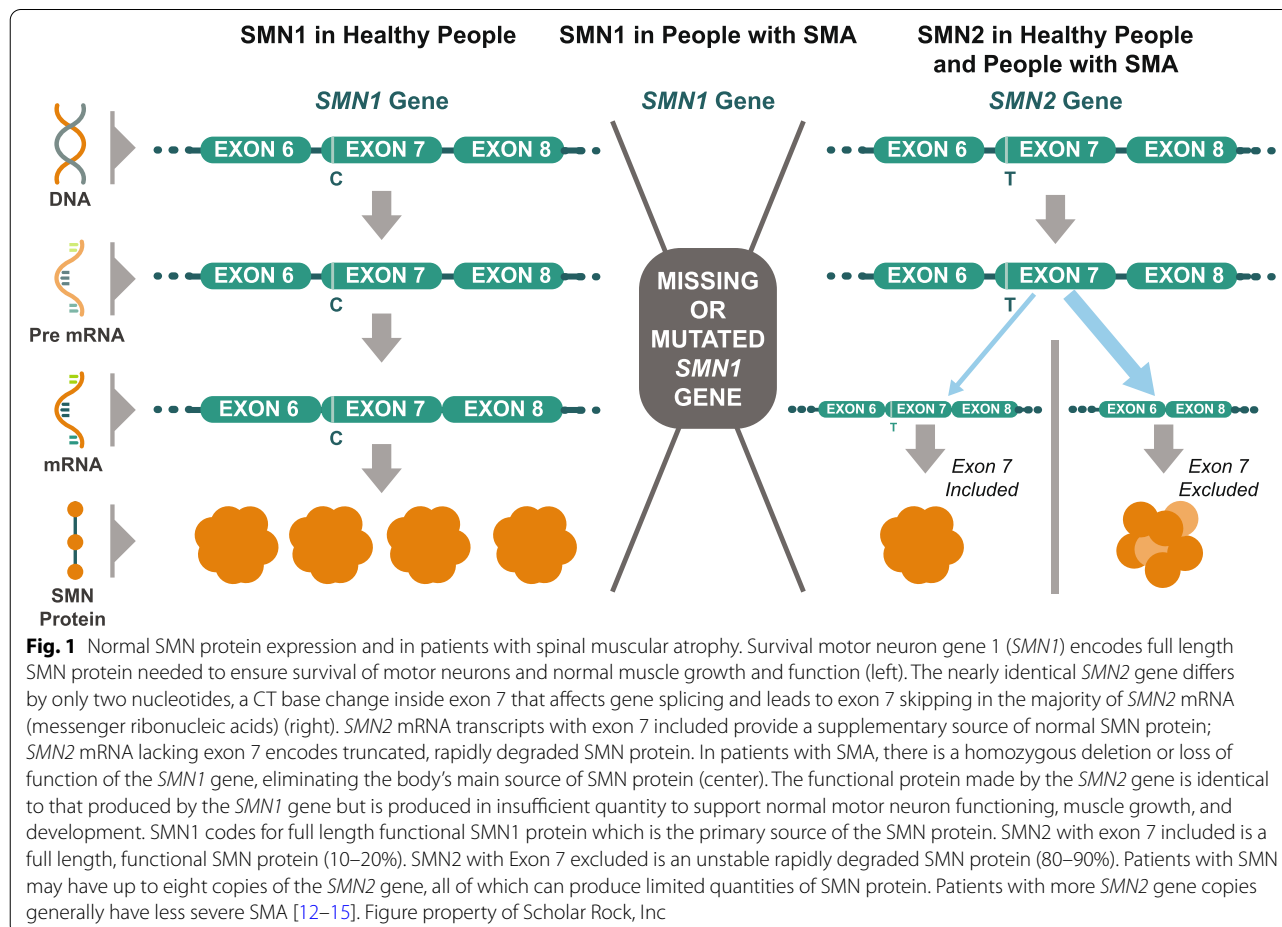 SMN1 in Healthy People
SMN1 in People with SMA
SMN2 in Healthy People
and People with SMA
SMN1 Gene
SMN1 Gene
SMN2 Gene
DNA
EXON 6 EXON 7 EXON 8
C
EXON 6 EXON 7 EXON 8
T
Pre mRNA
EXON 6 EXON 7 EXON 8
C
MISSING
OR
MUTATED
SMN1
GENE
EXON 6 EXON 7 EXON 8
T
mRNA
EXON 6 EXON 7 EXON 8
C
EXON 6 EXON 7 EXON 8
T
EXON 6 EXON 8
Exon 7
Included
Exon 7
Excluded
SMN
Protein
Fig. 1 Normal SMN protein expression and in patients with spinal muscular atrophy. Survival motor neuron gene 1 (SMN1) encodes full length
SMN protein needed to ensure survival of motor neurons and normal muscle growth and function (left). The nearly identical SMN2 gene differs
by only two nucleotides, a CT base change inside exon 7 that affects gene splicing and leads to exon 7 skipping in the majority of SMN2 mRNA
(messenger ribonucleic acids) (right). SMN2 mRNA transcripts with exon 7 included provide a supplementary source of normal SMN protein;
SMN2 mRNA lacking exon 7 encodes truncated, rapidly degraded SMN protein. In patients with SMA, there is a homozygous deletion or loss of
function of the SMN1 gene, eliminating the body's main source of SMN protein (center). The functional protein made by the SMN2 gene is identical
to that produced by the SMN1 gene but is produced in insufficient quantity to support normal motor neuron functioning, muscle growth, and
development. SMN1 codes for full length functional SMN1 protein which is the primary source of the SMN protein. SMN2 with exon 7 included is a
full length, functional SMN protein (10–20%). SMN2 with Exon 7 excluded is an unstable rapidly degraded SMN protein (80–90%). Patients with SMN
may have up to eight copies of the SMN2 gene, all of which can produce limited quantities of SMN protein. Patients with more SMN2 gene copies
generally have less severe SMA [12–15]. Figure property of Scholar Rock, Inc